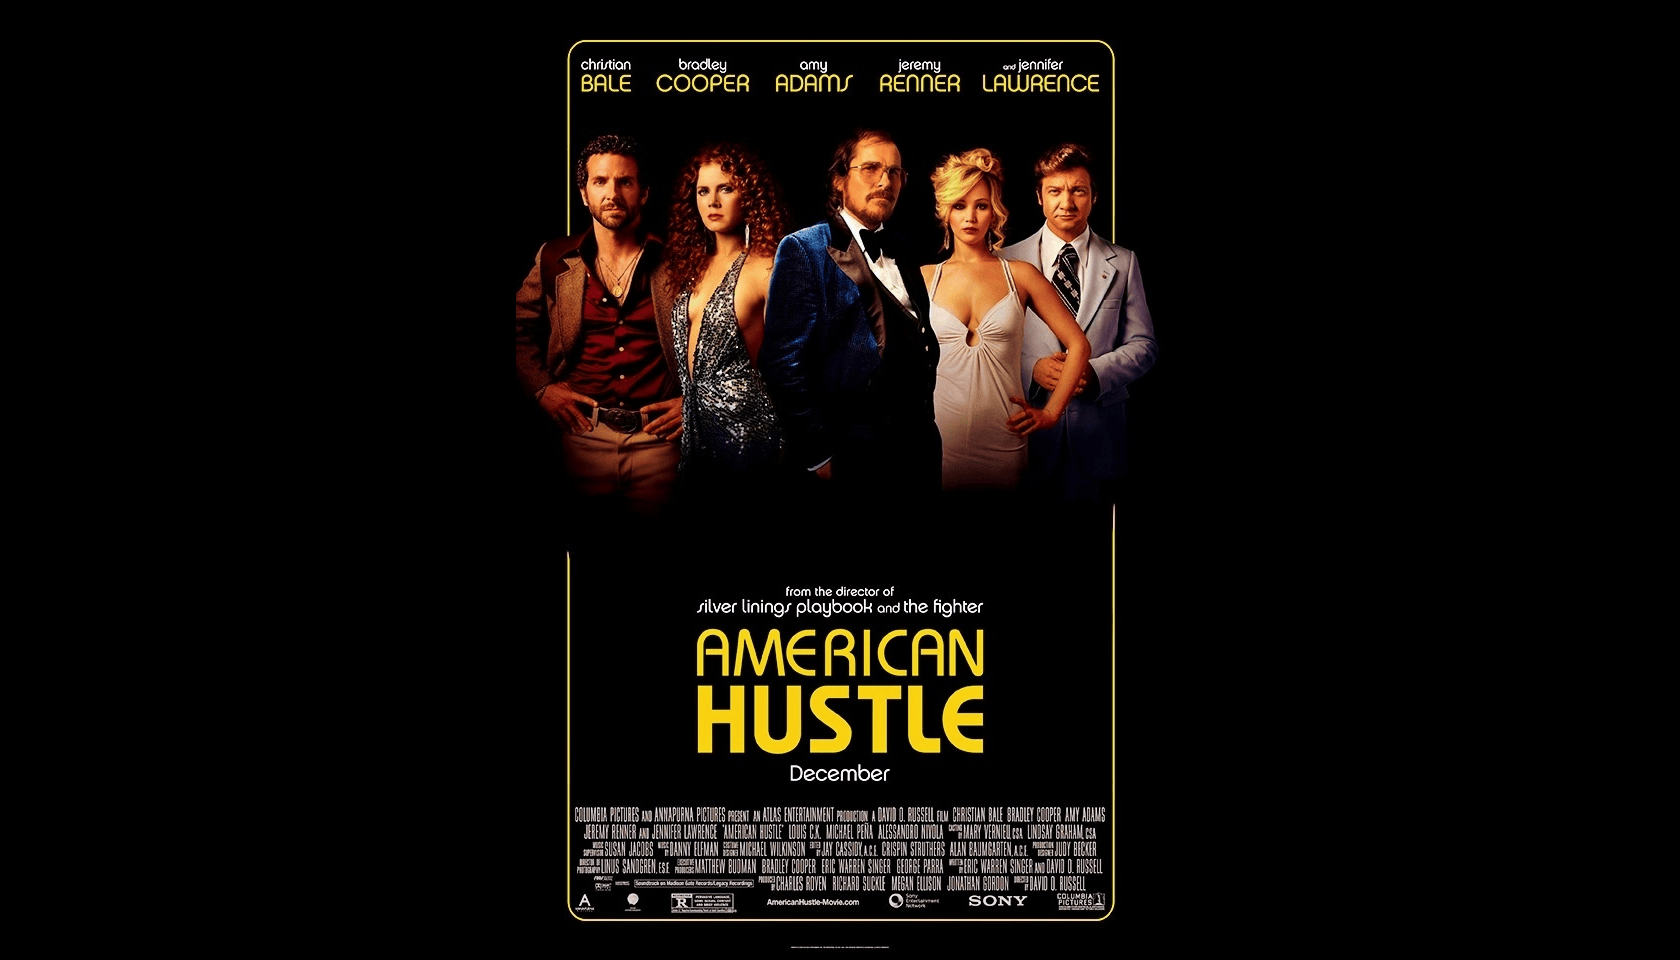 christian bradley amy jeremy and jennifer
BALE COOPER ADAMS RENNER LAWRENCE
from the director of
silver linings playbook and the fighter
AMERICAN
HUSTLE
December
COLUMBIA PICTURES AND ANNAPURNA PICTURES PRESENT AN ATLAS ENTERTAINMENT PRODUCTION A DAVID O. RUSSELL FILM CHRISTIAN BALE BRADLEY COOPER AMY ADAMS
JEREMY RENNER AND JENNIFER LAWRENCE "AMERICAN HUSTLE" LOUIS C.K. MICHAEL PEÑA ALESSANDRO NIVOLA CASTING BY MARY VERNIEU, CSA LINDSAY GRAHAM, CSA
MUSIC SUPERVISOR SUSAN JACOBS MUSIC BY DANNY ELFMAN COSTUME DESIGNER MICHAEL WILKINSON EDITED BY JAY CASSIDY, A.C.E. CRISPIN STRUTHERS ALAN BAUMGARTEN, A.C.E. PRODUCTION DESIGNER JUDY BECKER
DIRECTOR OF PHOTOGRAPHY LINUS SANDGREN, F.S.F. EXECUTIVE PRODUCERS MATTHEW BUDMAN BRADLEY COOPER ERIC WARREN SINGER GEORGE PARRA WRITTEN BY ERIC WARREN SINGER AND DAVID O. RUSSELL
Soundtrack on Madison Gate Records/Legacy Recordings PRODUCED BY CHARLES ROVEN RICHARD SUCKLE MEGAN ELLISON JONATHAN GORDON DIRECTED BY DAVID O. RUSSELL
R AmericanHustle-Movie.com Sony Entertainment Network SONY COLUMBIA PICTURES